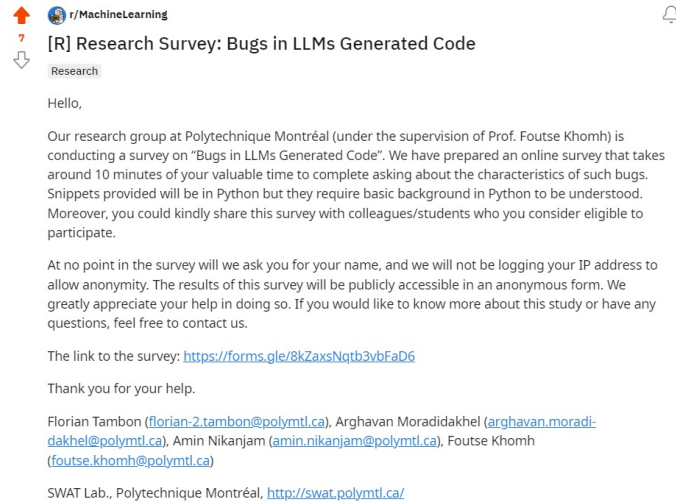 r/MachineLearning
7
[R] Research Survey: Bugs in LLMs Generated Code
Research
Hello,
Our research group at Polytechnique Montréal (under the supervision of Prof. Foutse Khomh) is
conducting a survey on “Bugs in LLMs Generated Code”. We have prepared an online survey that takes
around 10 minutes of your valuable time to complete asking about the characteristics of such bugs.
Snippets provided will be in Python but they require basic background in Python to be understood.
Moreover, you could kindly share this survey with colleagues/students who you consider eligible to
participate.
At no point in the survey will we ask you for your name, and we will not be logging your IP address to
allow anonymity. The results of this survey will be publicly accessible in an anonymous form. We
greatly appreciate your help in doing so. If you would like to know more about this study or have any
questions, feel free to contact us.
The link to the survey: https://forms.gle/8kZaxsNqtb3vbFaD6
Thank you for your help.
Florian Tambon (florian-2.tambon@polymtl.ca), Arghavan Moradidakhel (arghavan.moradi-
dakhel@polymtl.ca), Amin Nikanjam (amin.nikanjam@polymtl.ca), Foutse Khomh
(foutse.khomh@polymtl.ca)
SWAT Lab., Polytechnique Montréal, http://swat.polymtl.ca/